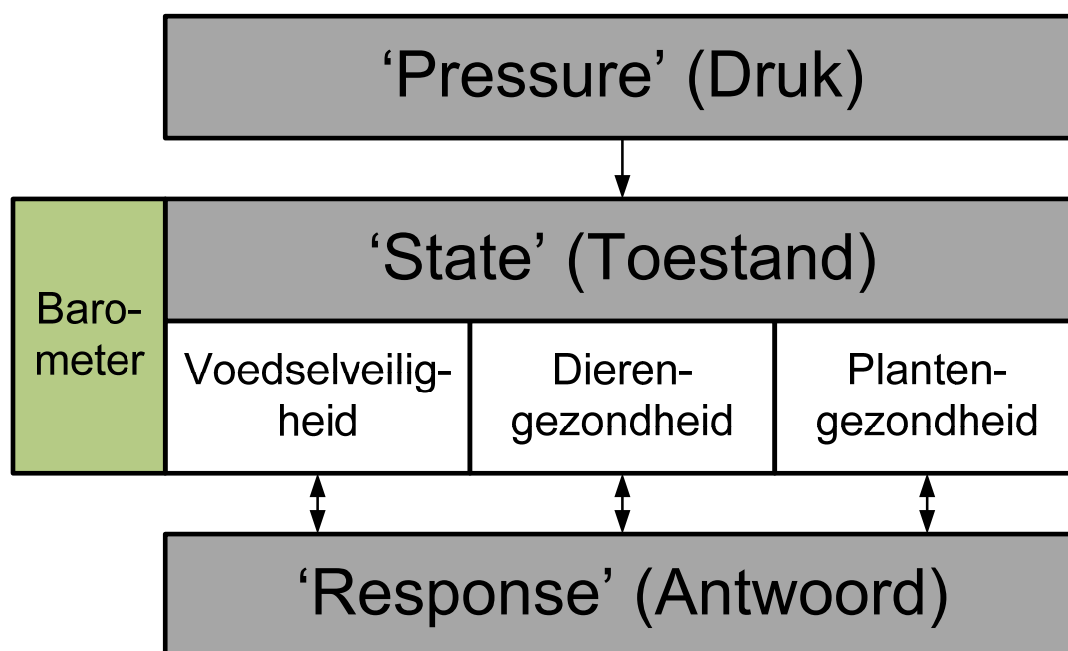 ‘Pressure’ (Druk)
‘State’ (Toestand)
Baro-
meter
Voedselveilig-
heid
Dieren-
gezondheid
Planten-
gezondheid
‘Response’ (Antwoord)